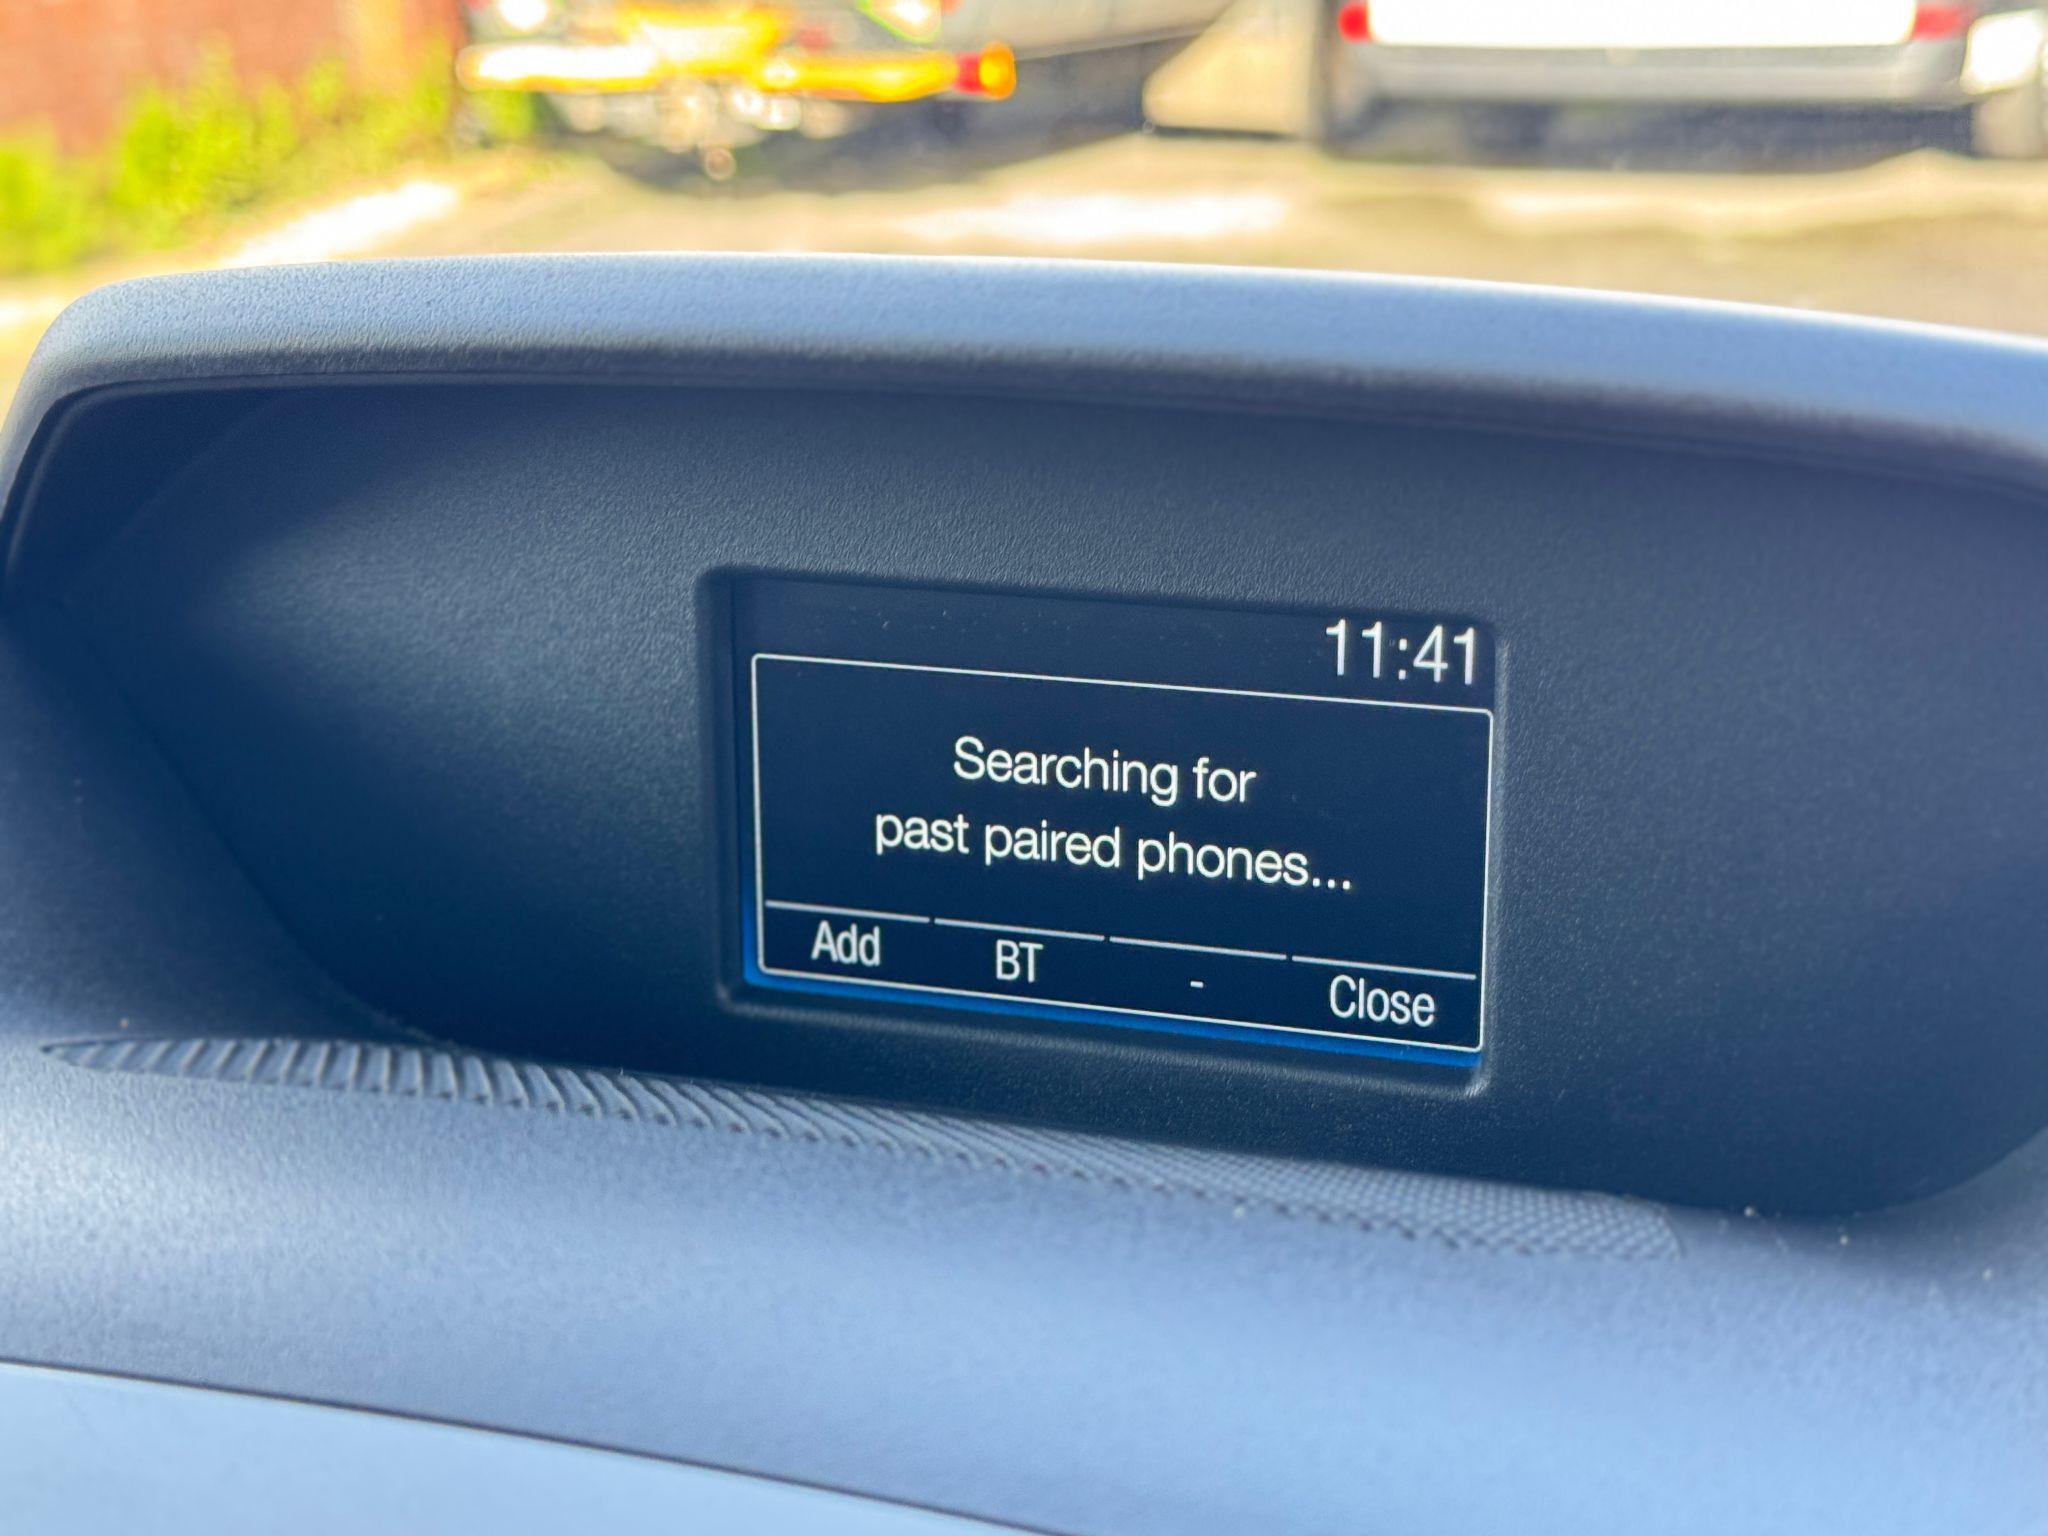 11:41
Searching for
past paired phones...
Add BT - Close